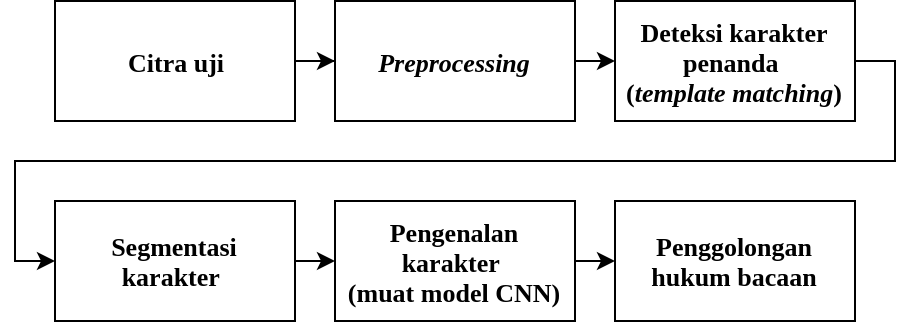 Citra uji
Preprocessing
Deteksi karakter
penanda
(template matching)
Segmentasi
karakter
Pengenalan
karakter
(muat model CNN)
Penggolongan
hukum bacaan